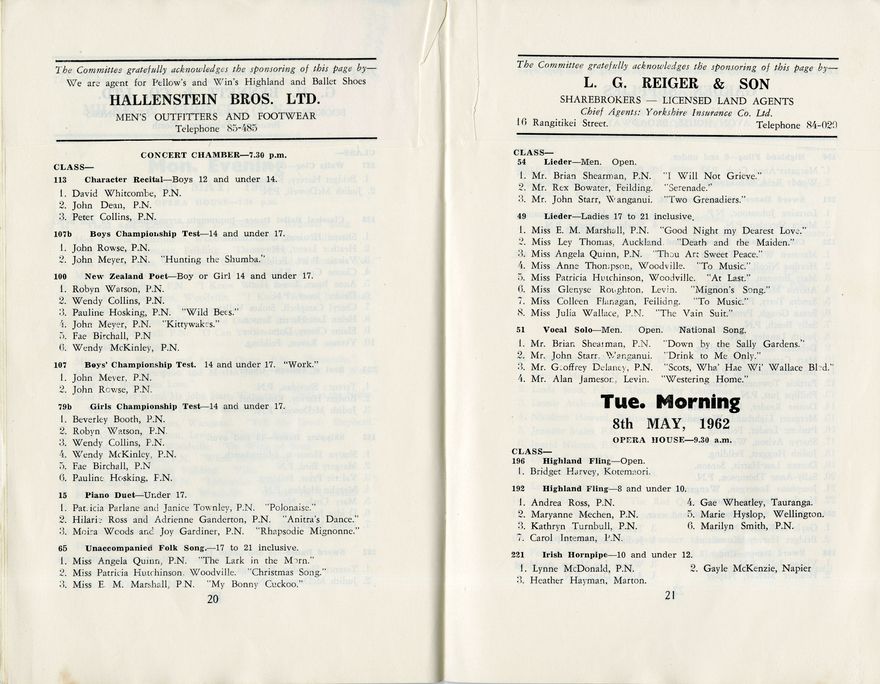 The Committee gratefully acknowledges the sponsoring of this page by—
We are agent for Pellow's and Win's Highland and Ballet Shoes
HALLENSTEIN BROS. LTD.
MEN'S OUTFITTERS AND FOOTWEAR
Telephone 85-485
CONCERT CHAMBER—7.30 p.m.
CLASS—
113 Character Recital—Boys 12 and under 14.
1. David Whitcombe, P.N.
2. John Dean, P.N.
3. Peter Collins, P.N.
107b Boys Championship Test—14 and under 17.
1. John Rowse, P.N.
2. John Meyer, P.N. "Hunting the Shumba."
100 New Zealand Poet—Boy or Girl 14 and under 17.
1. Robyn Watson, P.N.
2. Wendy Collins, P.N.
3. Pauline Hosking, P.N. "Wild Bees."
4. John Meyer, P.N. "Kittywakes."
5. Fae Birchall, P.N
6. Wendy McKinley, P.N.
107 Boys' Championship Test. 14 and under 17. "Work."
1. John Meyer, P.N.
2. John Rowse, P.N.
79b Girls Championship Test—14 and under 17.
1. Beverley Booth, P.N.
2. Robyn Watson, P.N.
3. Wendy Collins, P.N.
4. Wendy McKinley, P.N.
5. Fae Birchall, P.N
6. Pauline Hosking, P.N.
15 Piano Duet—Under 17.
1. Patricia Parlane and Janice Townley, P.N. "Polonaise."
2. Hilarie Ross and Adrienne Ganderton, P.N. "Anitra's Dance."
3. Moira Woods and Joy Gardiner, P.N. "Rhapsodie Mignonne."
65 Unaccompanied Folk Song.—17 to 21 inclusive.
1. Miss Angela Quinn, P.N. "The Lark in the Morn."
2. Miss Patricia Hutchinson. Woodville. "Christmas Song."
3. Miss E. M. Marshall, P.N. "My Bonny Cuckoo."
20
The Committee gratefully acknowledges the sponsoring of this page by—
L. G. REIGER & SON
SHAREBROKERS — LICENSED LAND AGENTS
Chief Agents: Yorkshire Insurance Co. Ltd.
16 Rangitikei Street. Telephone 84-029
CLASS—
54 Lieder—Men. Open.
1. Mr. Brian Shearman, P.N. "I Will Not Grieve."
2. Mr. Rex Bowater, Feilding. "Serenade."
3. Mr. John Starr, Wanganui. "Two Grenadiers."
49 Lieder—Ladies 17 to 21 inclusive.
1. Miss E. M. Marshall, P.N. "Good Night my Dearest Love."
2. Miss Ley Thomas, Auckland "Death and the Maiden."
3. Miss Angela Quinn, P.N. "Thou Art Sweet Peace."
4. Miss Anne Thompson, Woodville. "To Music."
5. Miss Patricia Hutchinson, Woodville. "At Last."
6. Miss Glenyse Roughton, Levin. "Mignon's Song."
7. Miss Colleen Flanagan, Feilidng. "To Music."
8. Miss Julia Wallace, P.N. "The Vain Suit."
51 Vocal Solo—Men. Open. National Song.
1. Mr. Brian Shearman, P.N. "Down by the Sally Gardens."
2. Mr. John Starr. Wanganui. "Drink to Me Only."
3. Mr. Geoffrey Delaney, P.N. "Scots, Wha' Hae Wi' Wallace Bled."
4. Mr. Alan Jameson, Levin. "Westering Home."
Tue. Morning
8th MAY, 1962
OPERA HOUSE—9.30 a.m.
CLASS—
196 Highland Fling—Open.
1. Bridget Harvey, Kotemaori.
192 Highland Fling—8 and under 10.
1. Andrea Ross, P.N. 4. Gae Wheatley, Tauranga.
2. Maryanne Mechen, P.N. 5. Marie Hyslop, Wellington.
3. Kathryn Turnbull, P.N. 6. Marilyn Smith, P.N.
7. Carol Inteman, P.N.
221 Irish Hornpipe—10 and under 12.
1. Lynne McDonald, P.N. 2. Gayle McKenzie, Napier
3. Heather Hayman, Marton.
21